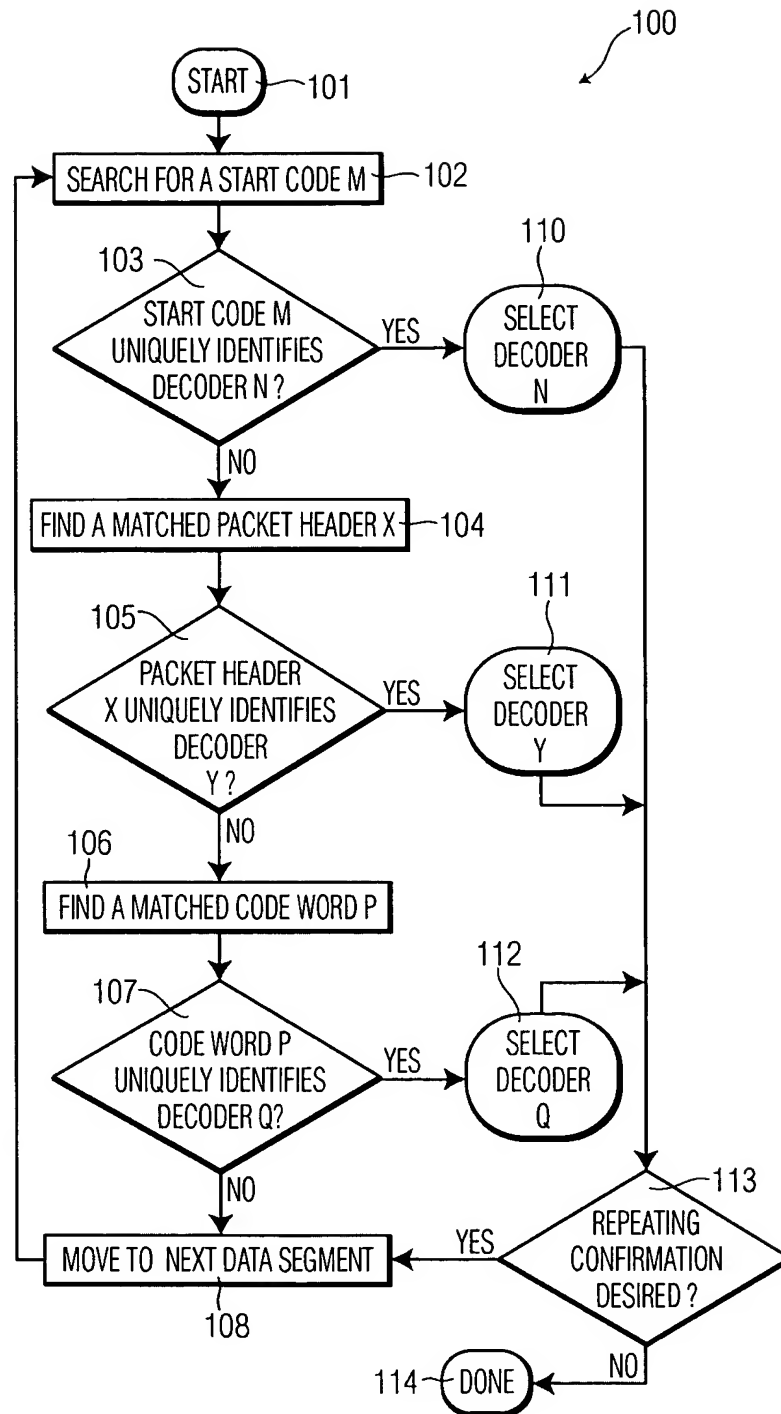 100
START
101
SEARCH FOR A START CODE M
102
103
START CODE M
UNIQUELY IDENTIFIES
DECODER N ?
YES
110
SELECT
DECODER
N
NO
FIND A MATCHED PACKET HEADER X
104
105
PACKET HEADER
X UNIQUELY IDENTIFIES
DECODER
Y ?
YES
111
SELECT
DECODER
Y
NO
106
FIND A MATCHED CODE WORD P
107
CODE WORD P
UNIQUELY IDENTIFIES
DECODER Q?
YES
112
SELECT
DECODER
Q
NO
MOVE TO NEXT DATA SEGMENT
108
YES
113
REPEATING
CONFIRMATION
DESIRED ?
NO
114
DONE